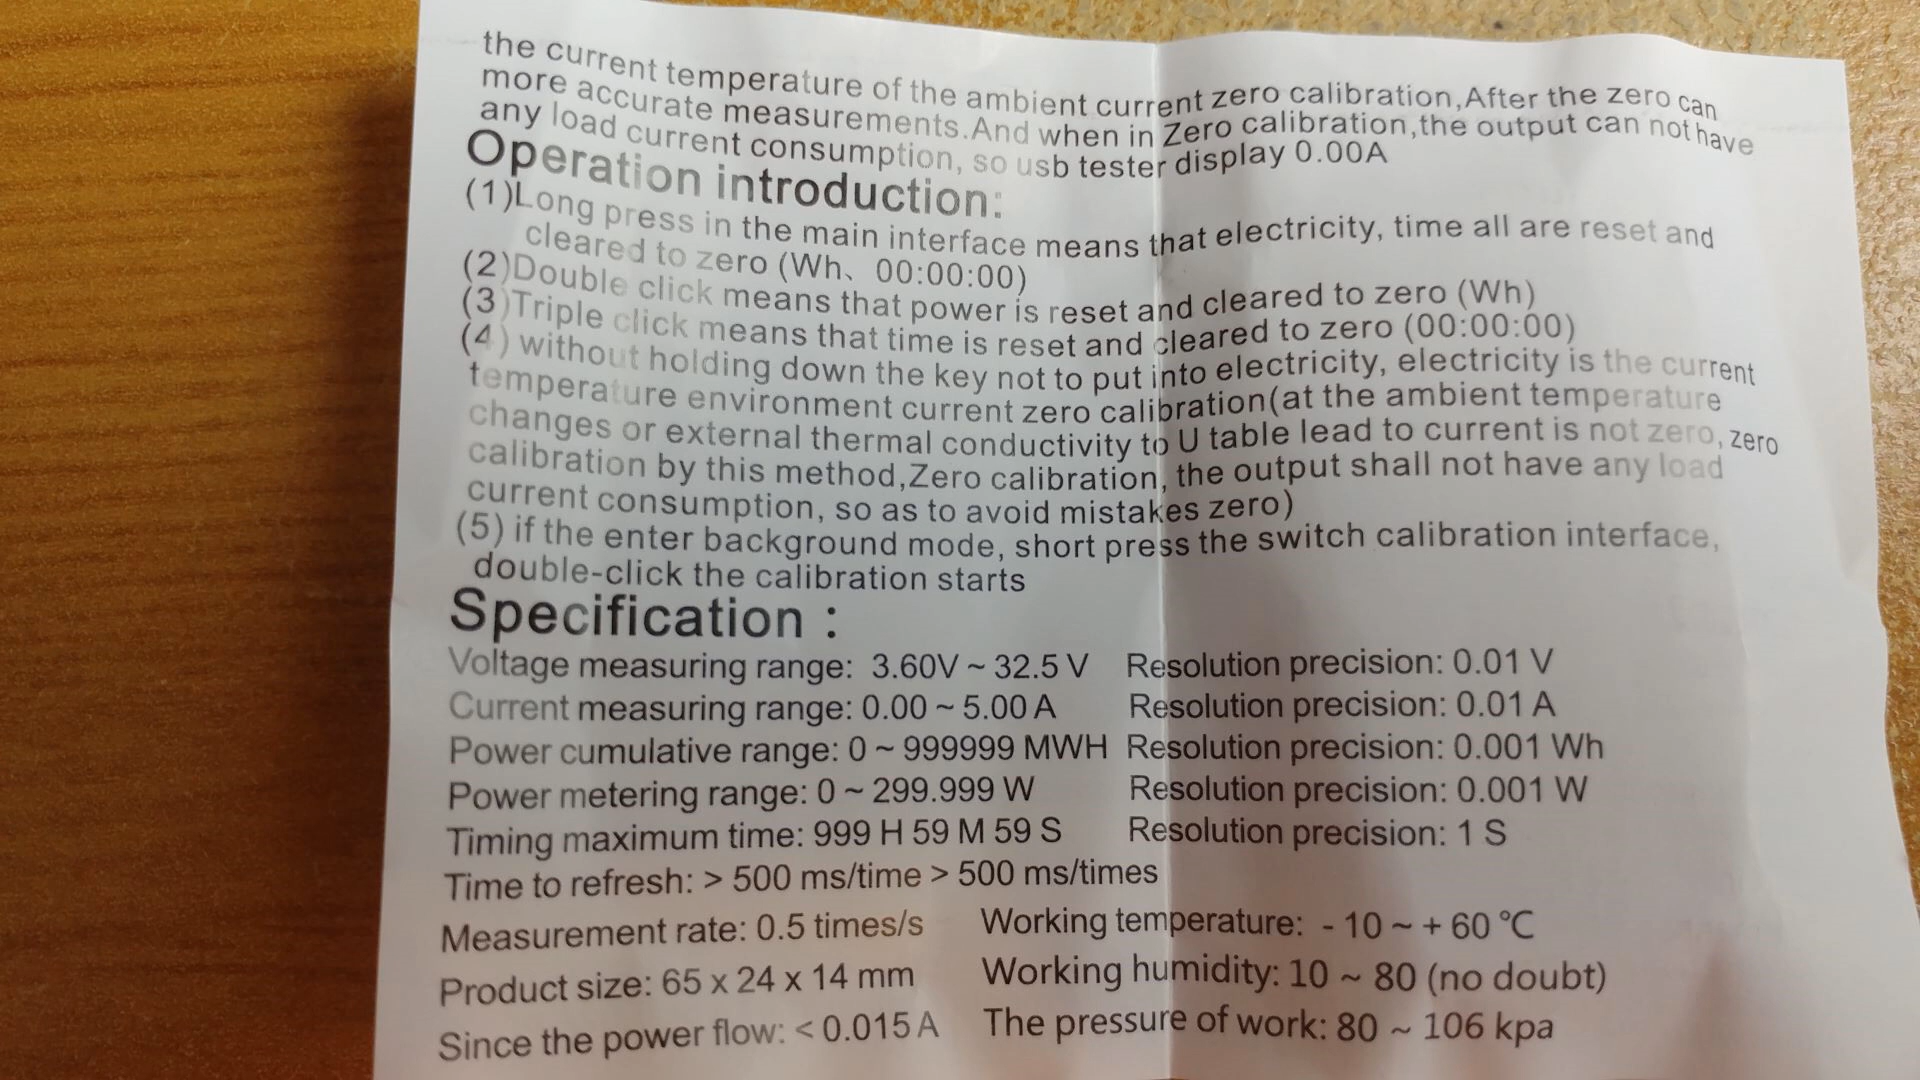 the current temperature of the ambient current zero calibration,After the zero can
more accurate measurements.And when in Zero calibration,the output can not have
any load current consumption, so usb tester display 0.00A
Operation introduction:
(1)Long press in the main interface means that electricity, time all are reset and
cleared to zero (Wh、00:00:00)
(2)Double click means that power is reset and cleared to zero (Wh)
(3)Triple click means that time is reset and cleared to zero (00:00:00)
(4) without holding down the key not to put into electricity, electricity is the current
temperature environment current zero calibration(at the ambient temperature
changes or external thermal conductivity to U table lead to current is not zero, zero
calibration by this method,Zero calibration, the output shall not have any load
current consumption, so as to avoid mistakes zero)
(5) if the enter background mode, short press the switch calibration interface,
double-click the calibration starts
Specification :
Voltage measuring range: 3.60V ~ 32.5 V Resolution precision: 0.01 V
Current measuring range: 0.00 ~ 5.00 A Resolution precision: 0.01 A
Power cumulative range: 0 ~ 999999 MWH Resolution precision: 0.001 Wh
Power metering range: 0 ~ 299.999 W Resolution precision: 0.001 W
Timing maximum time: 999 H 59 M 59 S Resolution precision: 1 S
Time to refresh: > 500 ms/time > 500 ms/times
Measurement rate: 0.5 times/s Working temperature: - 10 ~ + 60 ℃
Product size: 65 x 24 x 14 mm Working humidity: 10 ~ 80 (no doubt)
Since the power flow: < 0.015 A The pressure of work: 80 ~ 106 kpa